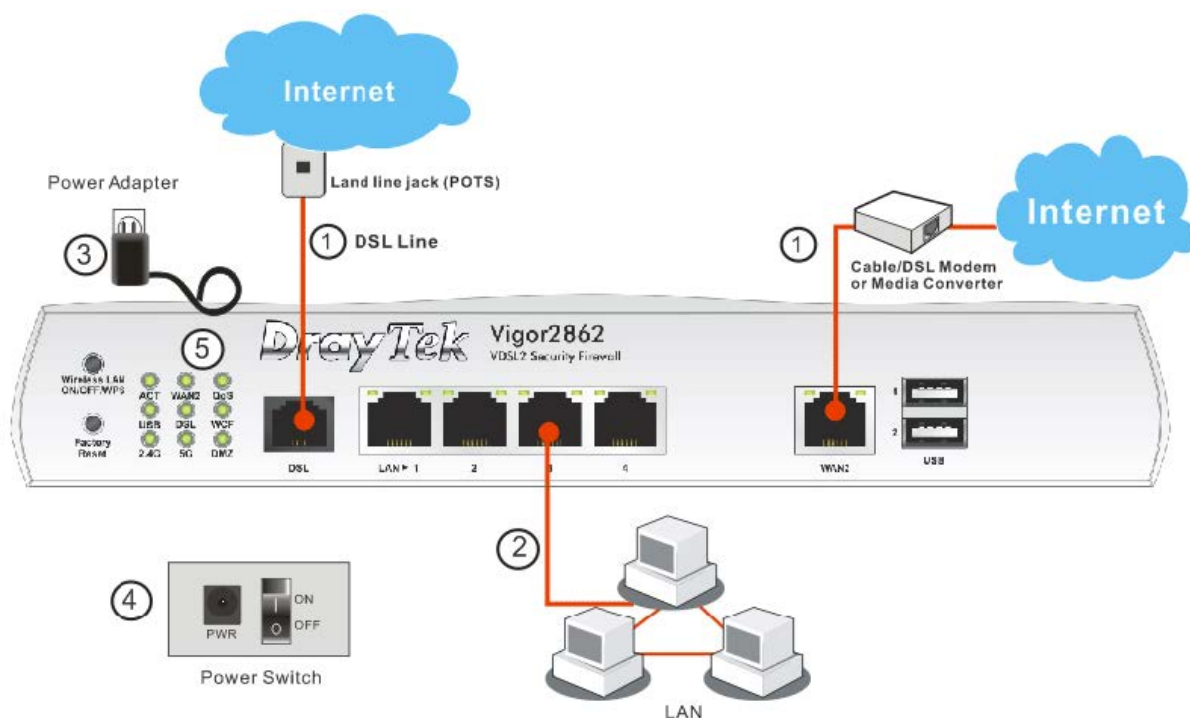 Internet
Land line jack (POTS)
Power Adapter
3
1 DSL Line
Internet
1
Cable/DSL Modem
or Media Converter
DrayTek
Vigor2862
VDSL2 Security Firewall
5
Wireless LAN
ON/OFF/WPS
ACT WAN2 QoS
USB DSL WCF
Factory
Reset
2.4G 5G DMZ
DSL
LAN ▶ 1 2 3 4
WAN2
1
2
USB
2
4
PWR
ON
OFF
Power Switch
LAN